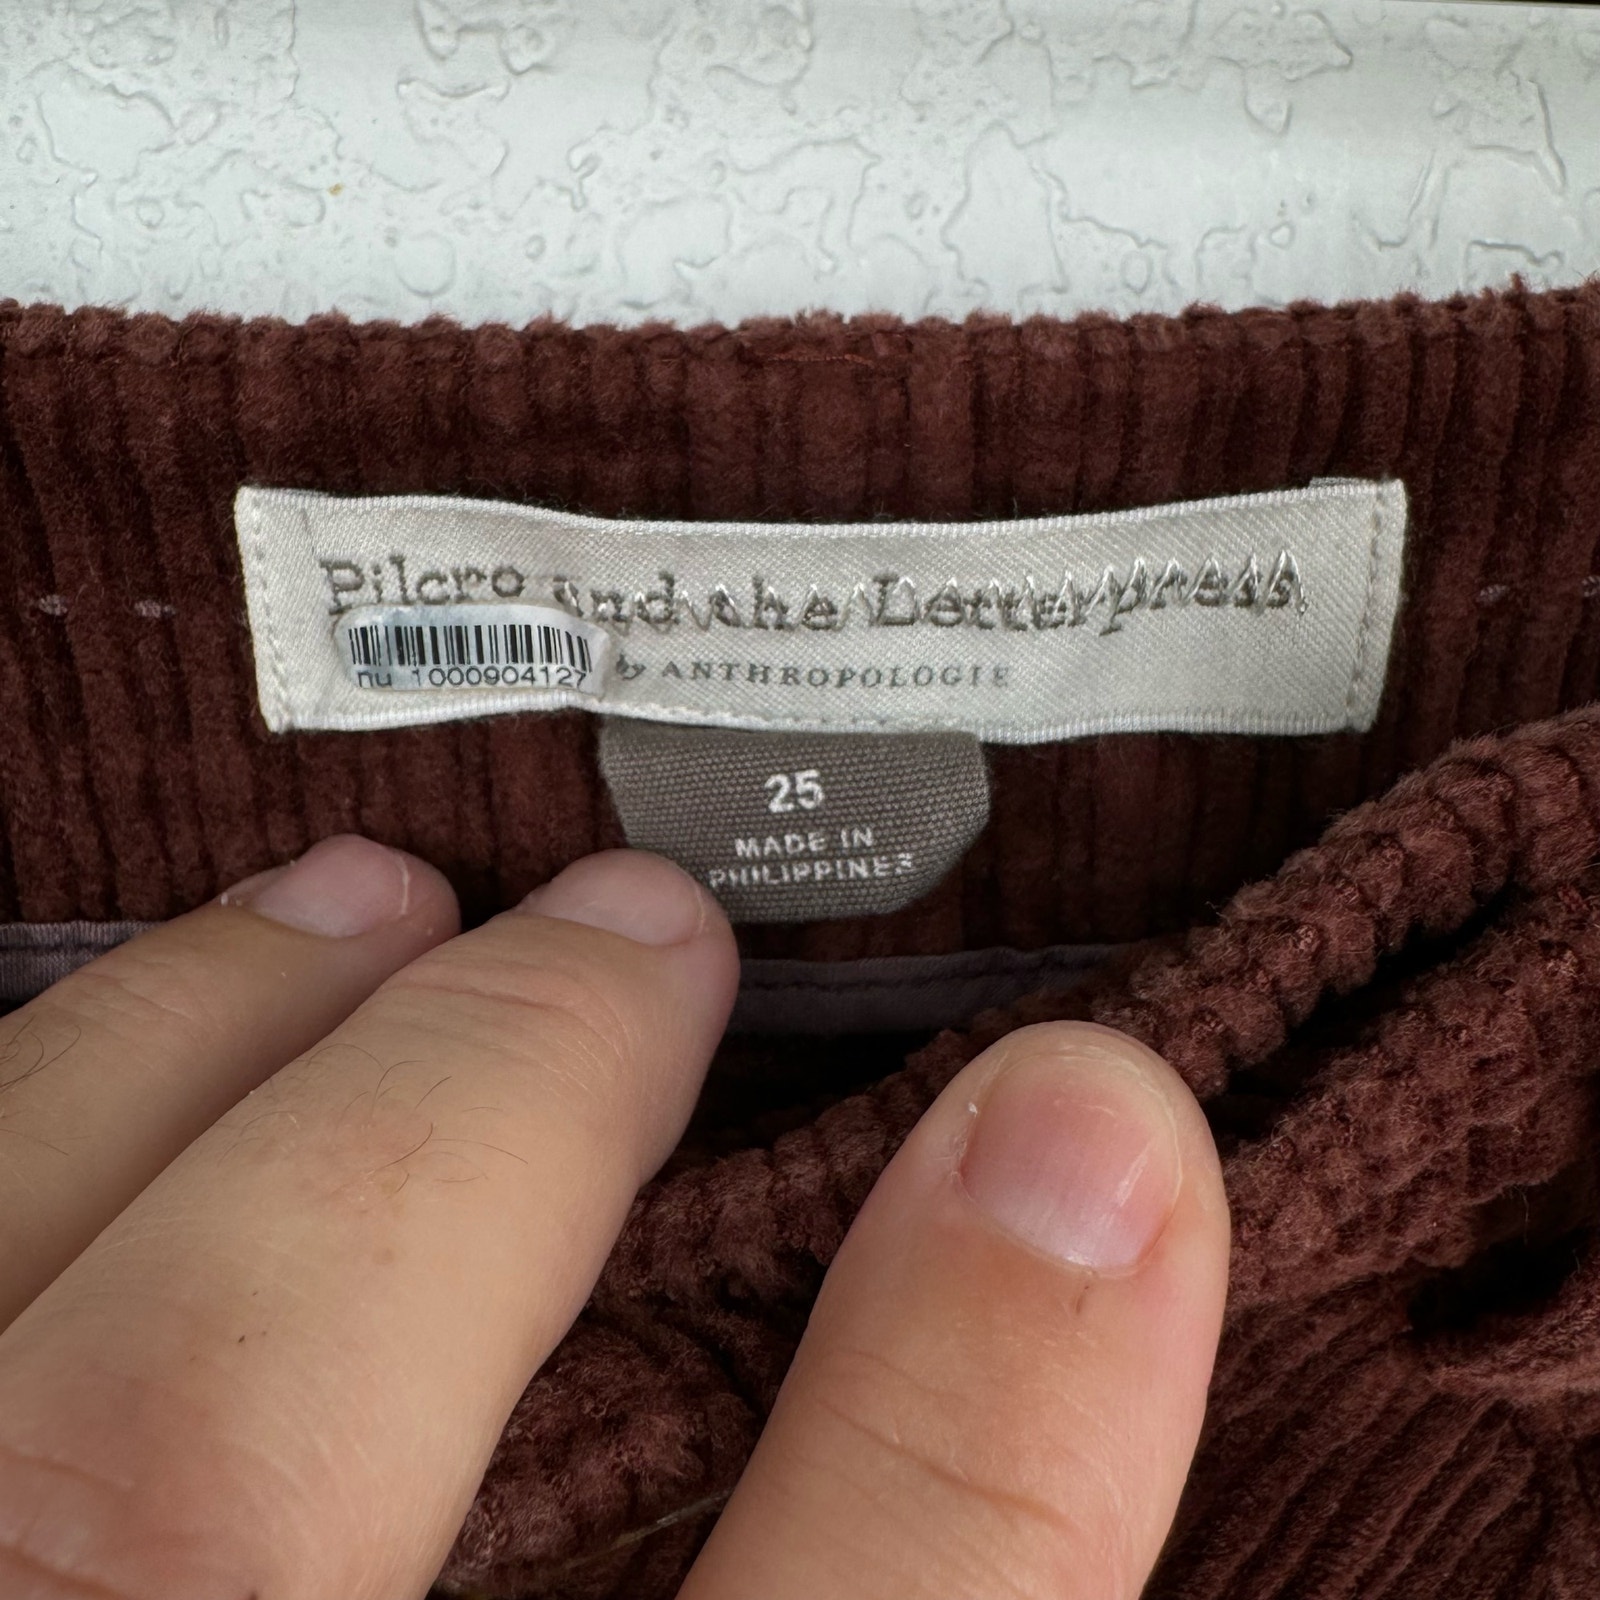 Pilcro and the Letterpress
by ANTHROPOLOGIE
nu 1000904127
25
MADE IN
PHILIPPINES